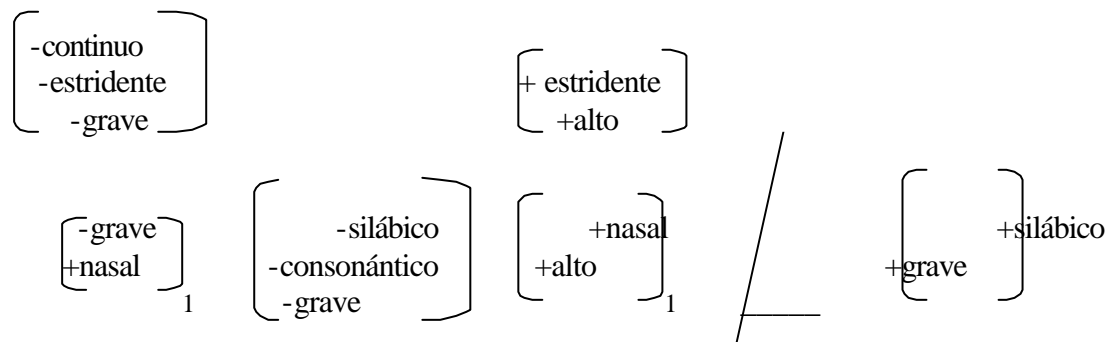 -continuo
-estridente
-grave
+ estridente
+alto
-grave
+nasal
1
-silábico
-consonántico
-grave
+nasal
+alto
1
+silábico
+grave